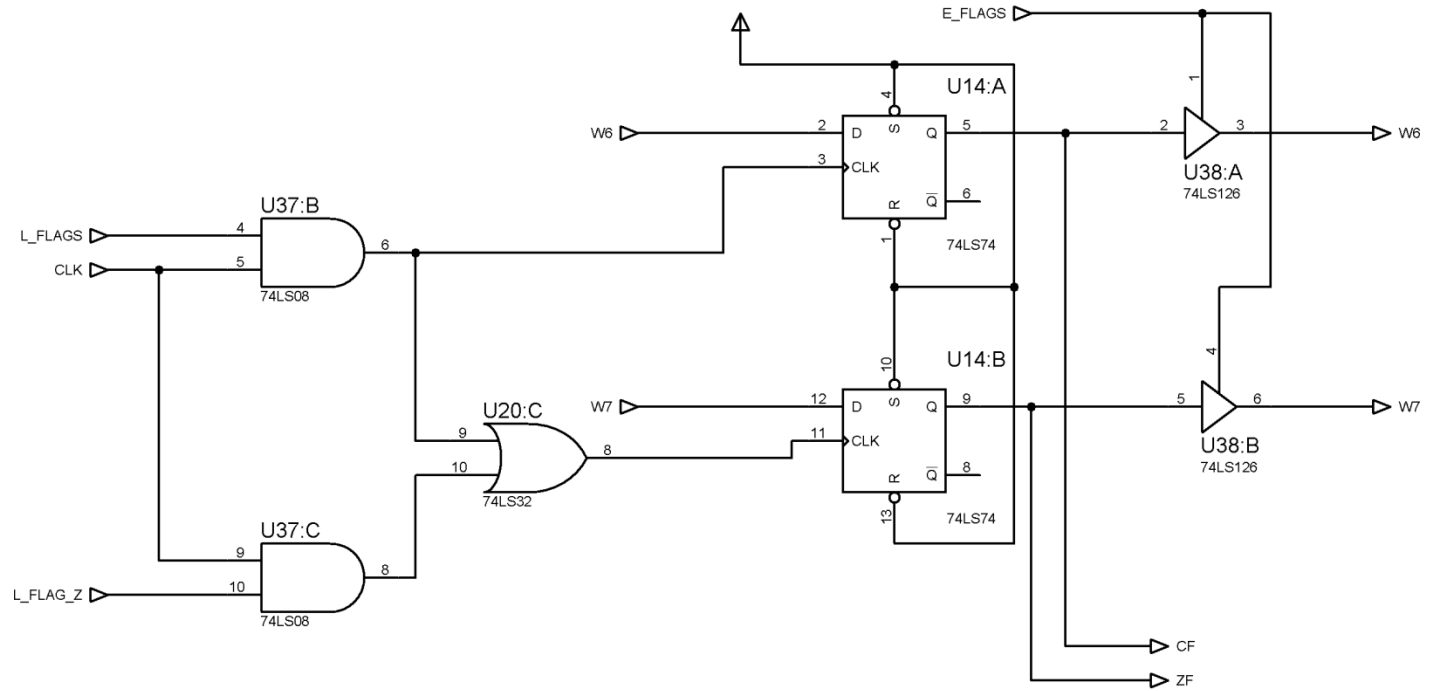 E_FLAGS
U14:A
4
1
W6
2
D
S
Q
5
2
3
W6
3
CLK
U38:A
74LS126
R
Q
6
U37:B
L_FLAGS
4
6
CLK
5
74LS08
1
74LS74
U14:B
10
4
W7
12
D
S
Q
9
5
6
W7
U20:C
9
11
CLK
U38:B
74LS126
10
8
R
Q
8
74LS32
13
74LS74
U37:C
9
8
L_FLAG_Z
10
74LS08
CF
ZF